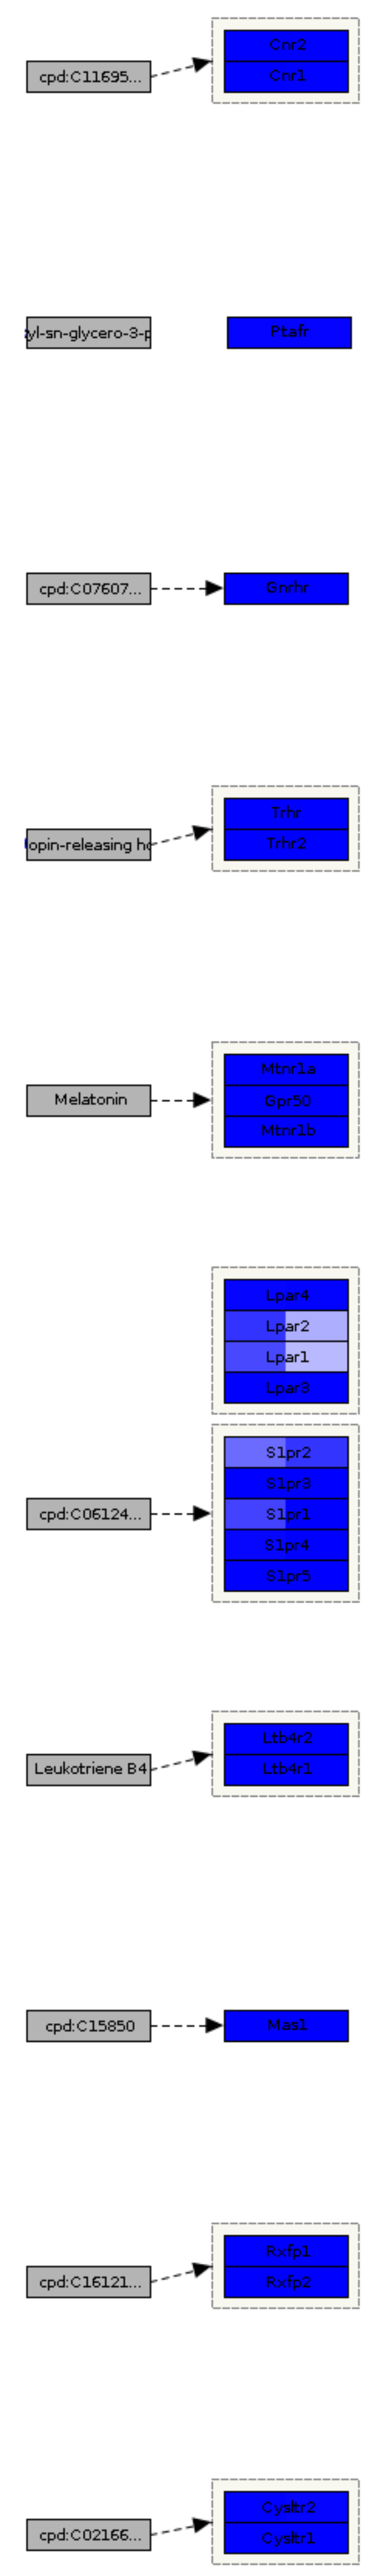 Cnr2
cpd:C11695...
Cnr1
yl-sn-glycero-3-p
Ptafr
cpd:C07607...
Gnrhr
Trhr
opin-releasing ho
Trhr2
Mtnr1a
Melatonin
Gpr50
Mtnr1b
Lpar4
Lpar2
Lpar1
Lpar3
S1pr2
S1pr3
cpd:C06124...
S1pr1
S1pr4
S1pr5
Ltb4r2
Leukotriene B4
Ltb4r1
cpd:C15850
Mas1
Rxfp1
cpd:C16121...
Rxfp2
Cysltr2
cpd:C02166...
Cysltr1